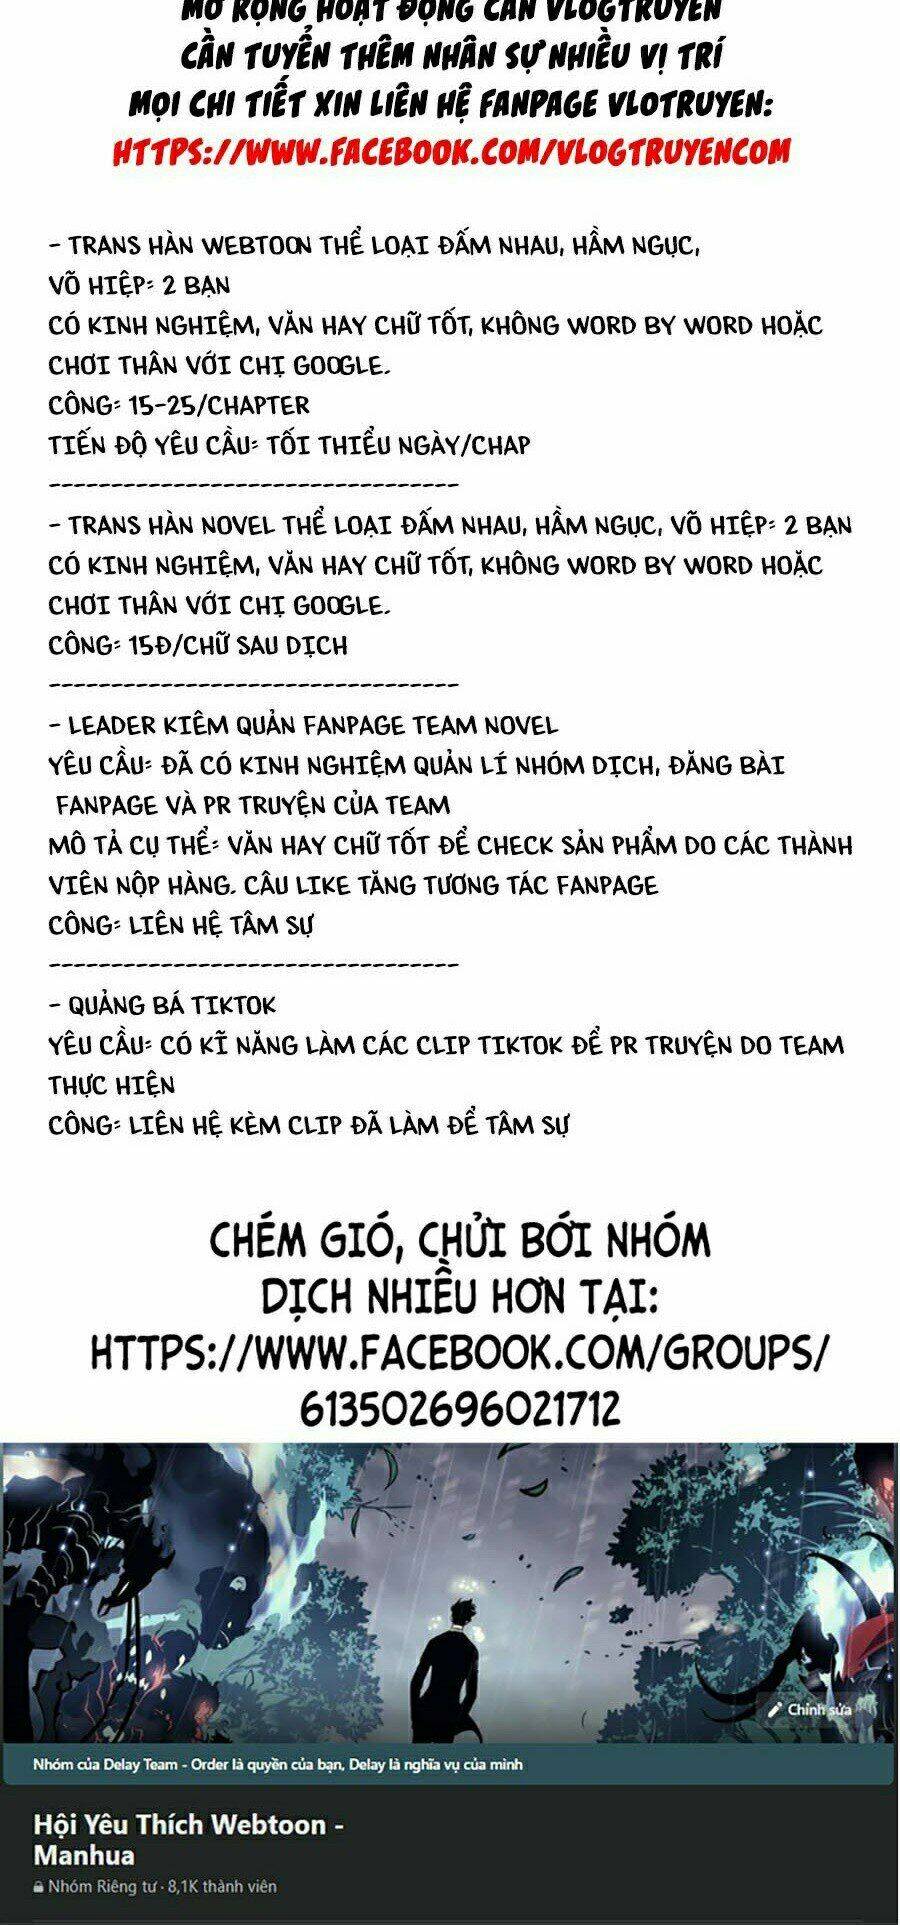 MỞ RỘNG HOẠT ĐỘNG CẦN VLOGTRUYEN
CẦN TUYỂN THÊM NHÂN SỰ NHIỀU VỊ TRÍ
MỌI CHI TIẾT XIN LIÊN HỆ FANPAGE VLOTRUYEN:
HTTPS://WWW.FACEBOOK.COM/VLOGTRUYENCOM
- TRANS HÀN WEBTOON THỂ LOẠI ĐẤM NHAU, HẦM NGỤC,
VÕ HIỆP: 2 BẠN
CÓ KINH NGHIỆM, VĂN HAY CHỮ TỐT, KHÔNG WORD BY WORD HOẶC
CHƠI THÂN VỚI CHỊ GOOGLE.
CÔNG: 15-25/CHAPTER
TIẾN ĐỘ YÊU CẦU: TỐI THIỂU NGÀY/CHAP
---------------------------------
- TRANS HÀN NOVEL THỂ LOẠI ĐẤM NHAU, HẦM NGỤC, VÕ HIỆP: 2 BẠN
CÓ KINH NGHIỆM, VĂN HAY CHỮ TỐT, KHÔNG WORD BY WORD HOẶC
CHƠI THÂN VỚI CHỊ GOOGLE.
CÔNG: 15Đ/CHỮ SAU DỊCH
---------------------------------
- LEADER KIÊM QUẢN FANPAGE TEAM NOVEL
YÊU CẦU: ĐÃ CÓ KINH NGHIỆM QUẢN LÍ NHÓM DỊCH, ĐĂNG BÀI
FANPAGE VÀ PR TRUYỆN CỦA TEAM
MÔ TẢ CỤ THỂ: VĂN HAY CHỮ TỐT ĐỂ CHECK SẢN PHẨM DO CÁC THÀNH
VIÊN NỘP HÀNG. CÂU LIKE TĂNG TƯƠNG TÁC FANPAGE
CÔNG: LIÊN HỆ TÂM SỰ
---------------------------------
- QUẢNG BÁ TIKTOK
YÊU CẦU: CÓ KĨ NĂNG LÀM CÁC CLIP TIKTOK ĐỂ PR TRUYỆN DO TEAM
THỰC HIỆN
CÔNG: LIÊN HỆ KÈM CLIP ĐÃ LÀM ĐỂ TÂM SỰ
CHÉM GIÓ, CHỬI BỚI NHÓM
DỊCH NHIỀU HƠN TẠI:
HTTPS://WWW.FACEBOOK.COM/GROUPS/
613502696021712
Chỉnh sửa
Nhóm của Delay Team - Order là quyền của bạn, Delay là nghĩa vụ của mình
Hội Yêu Thích Webtoon -
Manhua
Nhóm Riêng tư · 8,1K thành viên